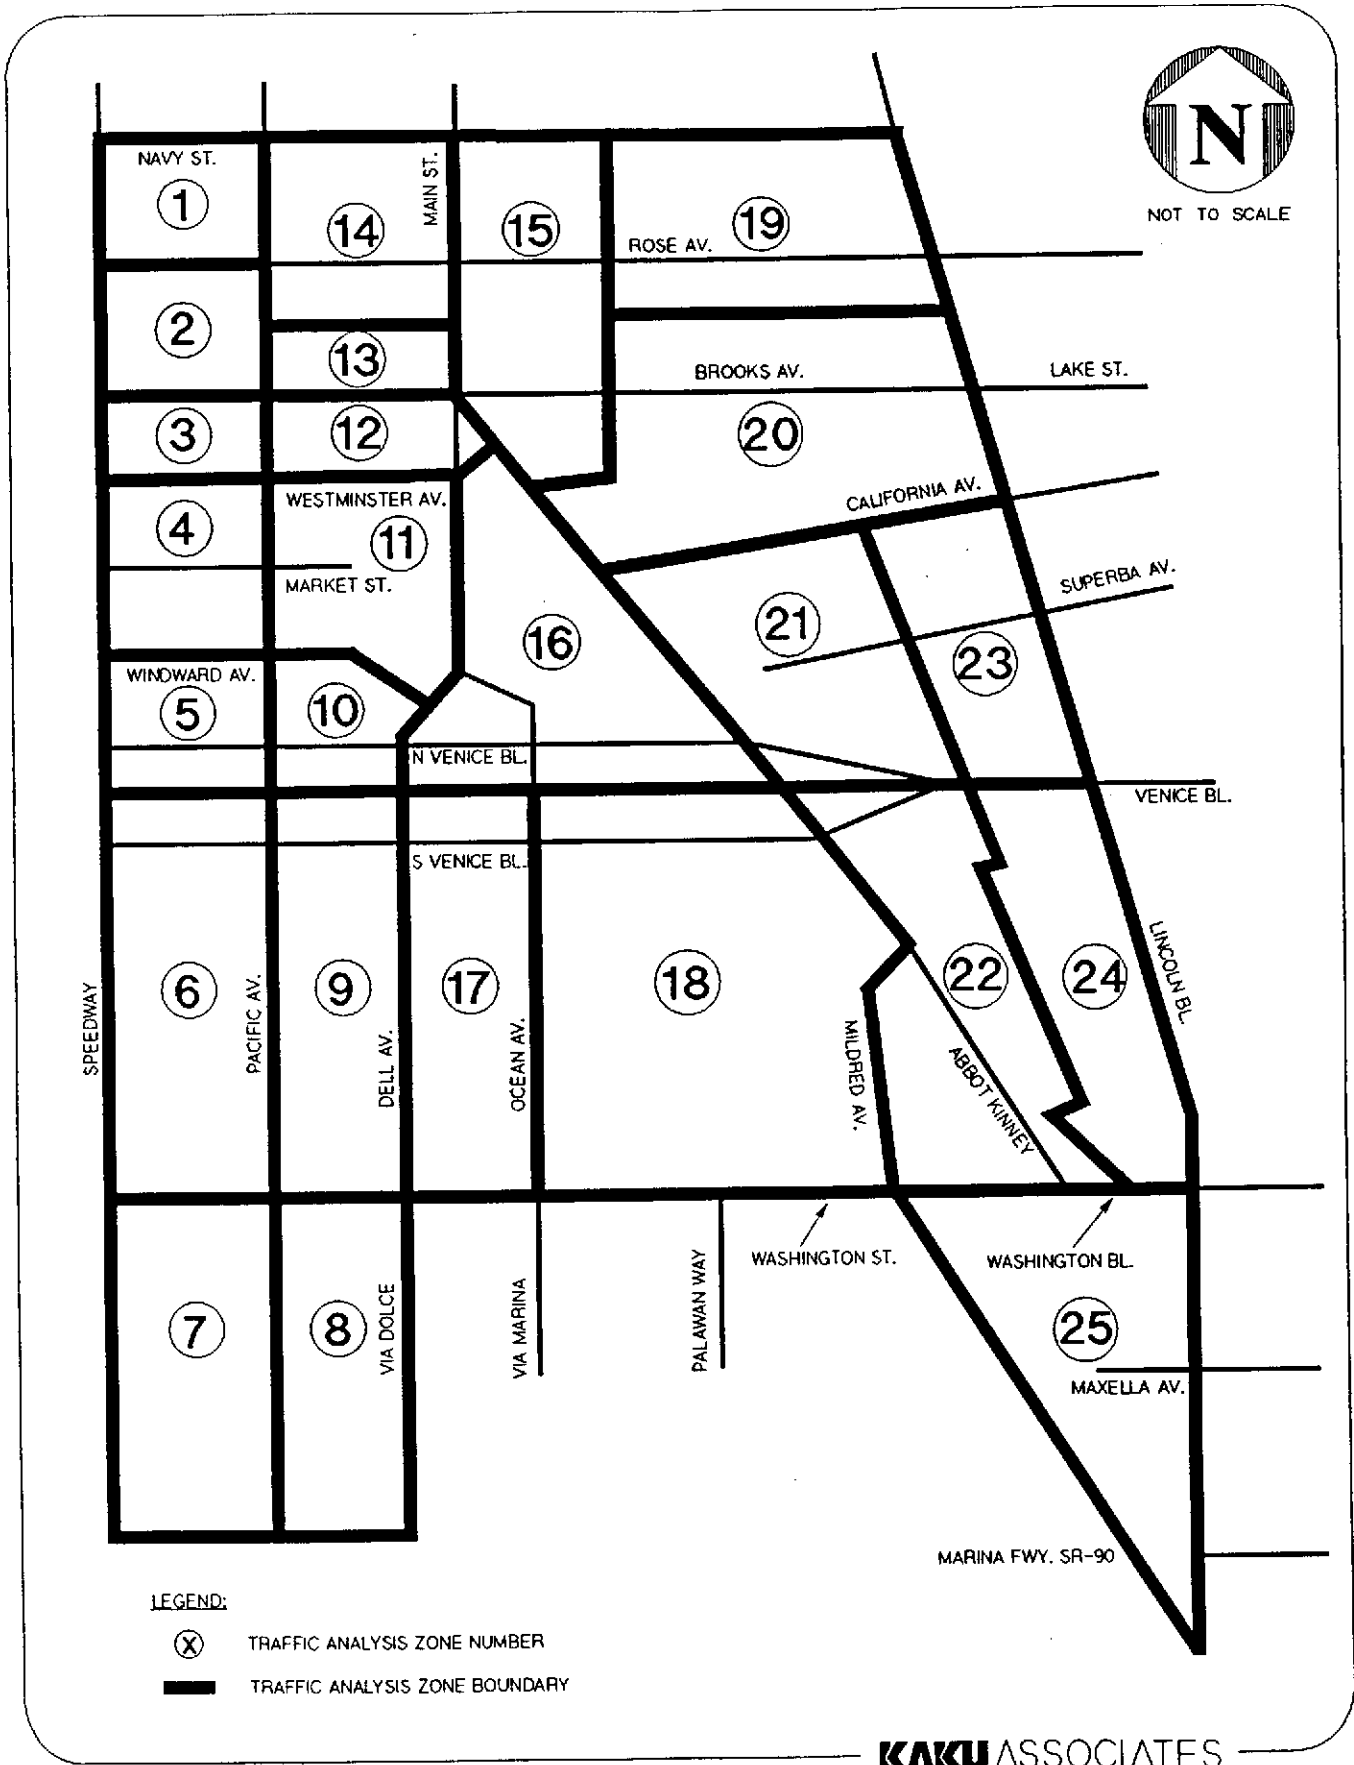 N
NOT TO SCALE
NAVY ST.
1
14
MAIN ST.
15
19
ROSE AV.
2
13
BROOKS AV.
LAKE ST.
3
12
20
WESTMINSTER AV.
CALIFORNIA AV.
4
11
MARKET ST.
SUPERBA AV.
16
21
23
WINDWARD AV.
5
10
N VENICE BL.
VENICE BL.
S VENICE BL.
SPEEDWAY
6
PACIFIC AV.
9
DELL AV.
17
OCEAN AV.
18
MILDRED AV.
22
ABBOT KINNEY
24
LINCOLN BL.
WASHINGTON ST.
WASHINGTON BL.
7
8
VIA DOLCE
VIA MARINA
PALAWAN WAY
25
MAXELLA AV.
MARINA FWY. SR-90
LEGEND:
X TRAFFIC ANALYSIS ZONE NUMBER
TRAFFIC ANALYSIS ZONE BOUNDARY
KAKU ASSOCIATES